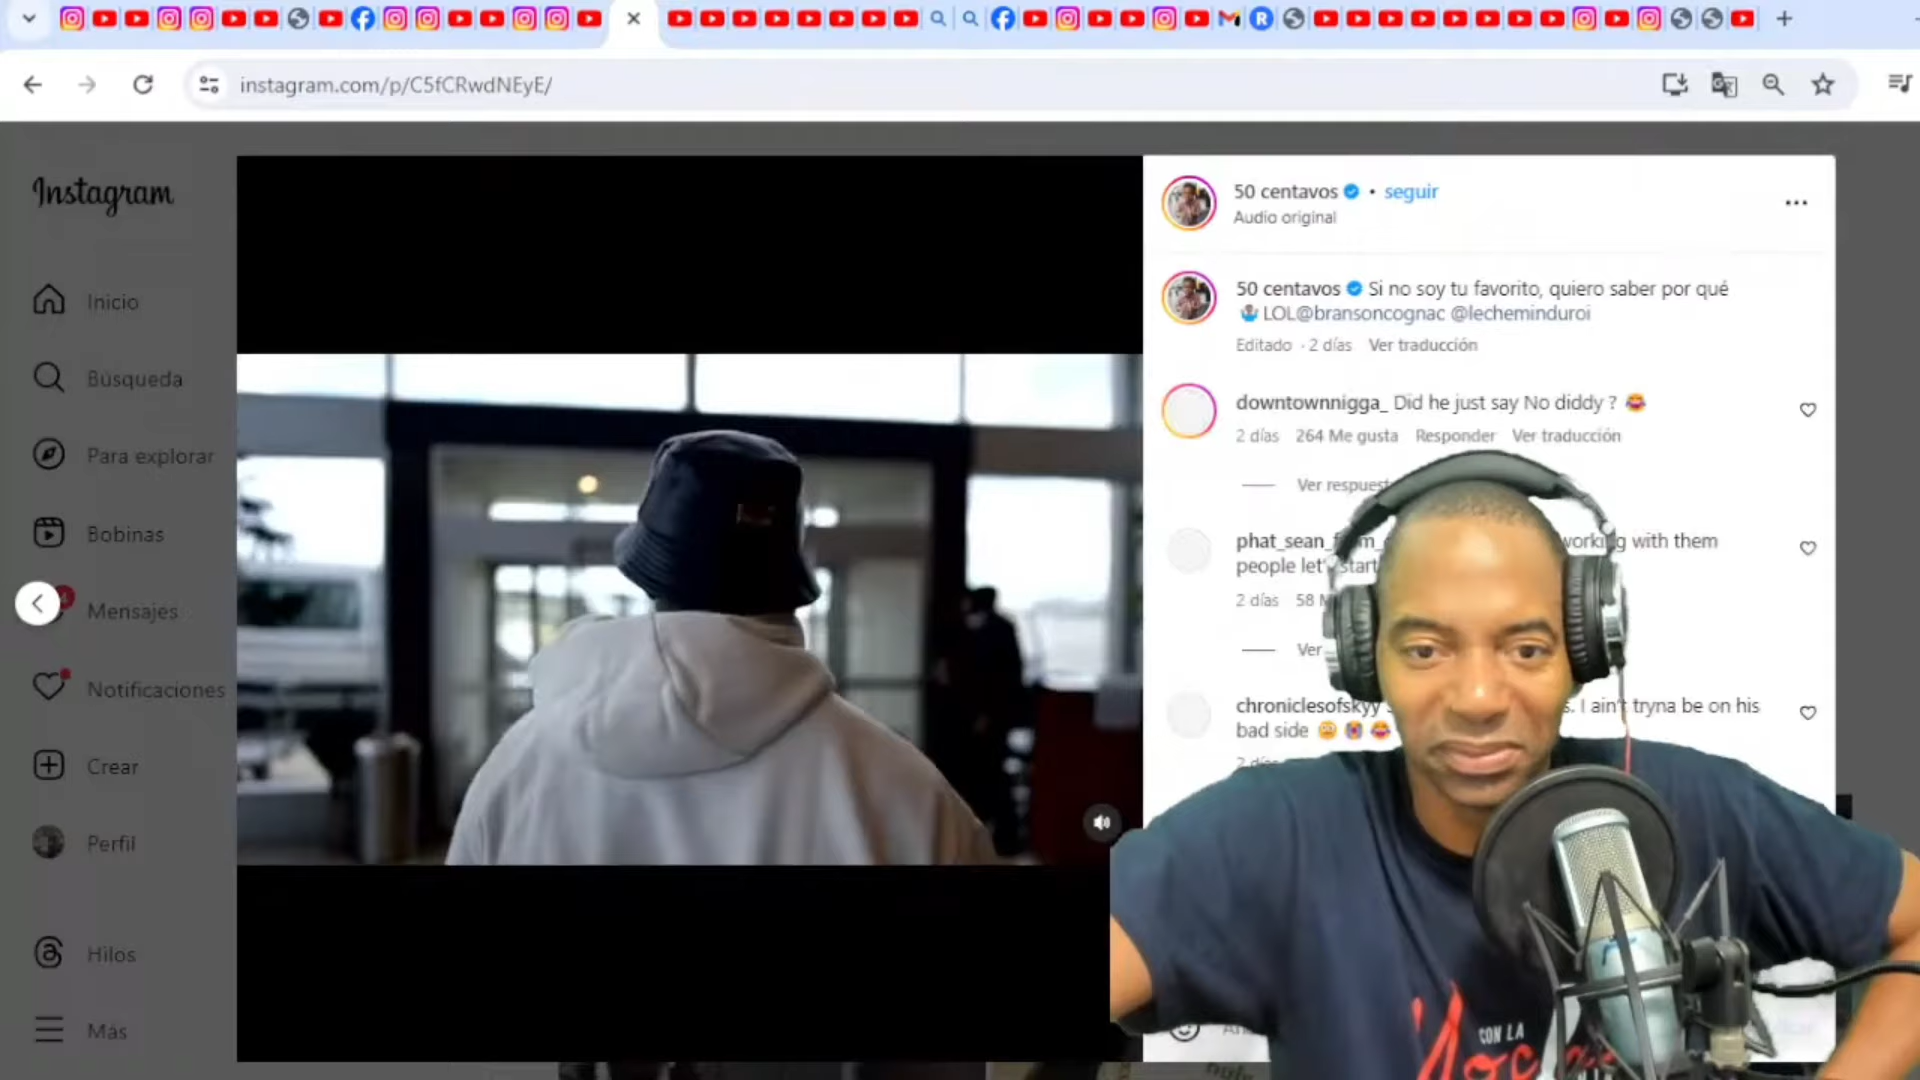 instagram.com/p/C5fCRwdNEyE/
Instagram
Inicio
Búsqueda
Para explorar
Bobinas
4
Mensajes
Notificaciones
Crear
Perfil
Hilos
Más
50 centavos • seguir
Audio original
50 centavos Si no soy tu favorito, quiero saber por qué
LOL@bransoncognac @lecheminduroi
Editado · 2 días Ver traducción
downtownnigga_ Did he just say No diddy ?
2 días 264 Me gusta Responder Ver traducción
Ver
phat_sean_ working with them
people let's start
2 días 58
Ver
chroniclesofskyy I ain't tryna be on his
bad side
CON LA